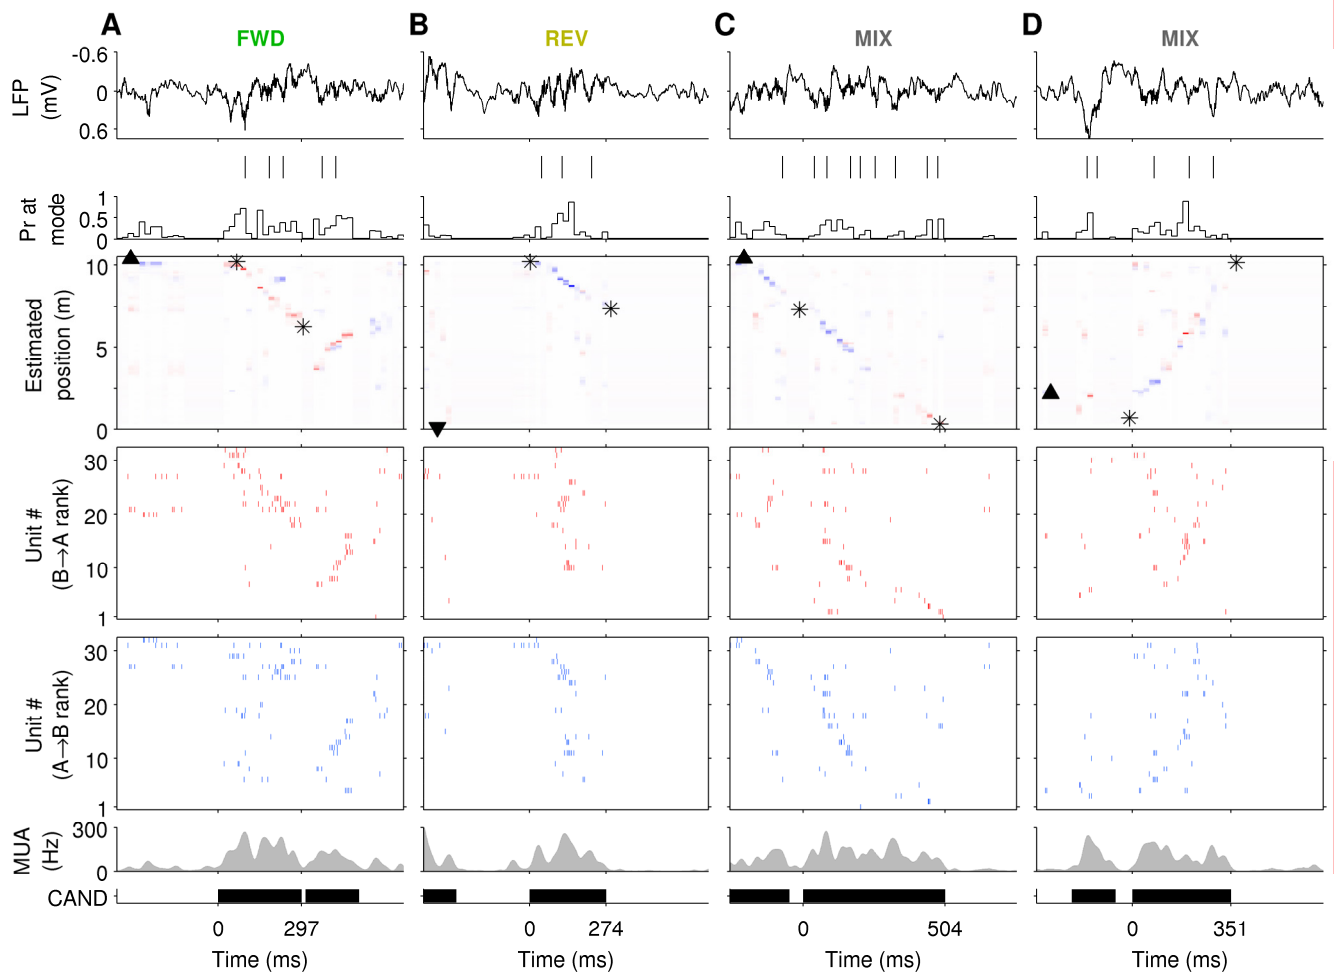 A B C D
FWD REV MIX MIX
-0.6
LFP
(mV)
0
0.6
Pr at
mode
1
0.5
0
Estimated
position (m)
10
5
0
Unit #
(B→A rank)
30
20
10
1
Unit #
(A→B rank)
30
20
10
1
MUA
(Hz)
300
0
CAND
0 297 0 274 0 504 0 351
Time (ms) Time (ms) Time (ms) Time (ms)